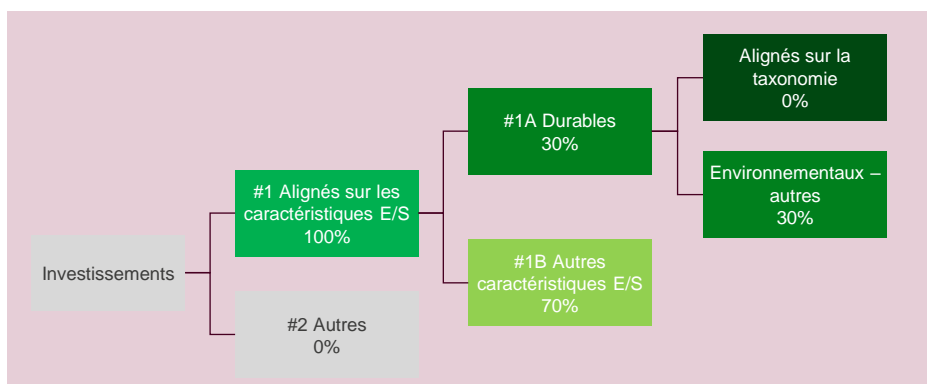 Investissements
#1 Alignés sur les
caractéristiques E/S
100%
#2 Autres
0%
#1A Durables
30%
#1B Autres
caractéristiques E/S
70%
Alignés sur la
taxonomie
0%
Environnementaux –
autres
30%